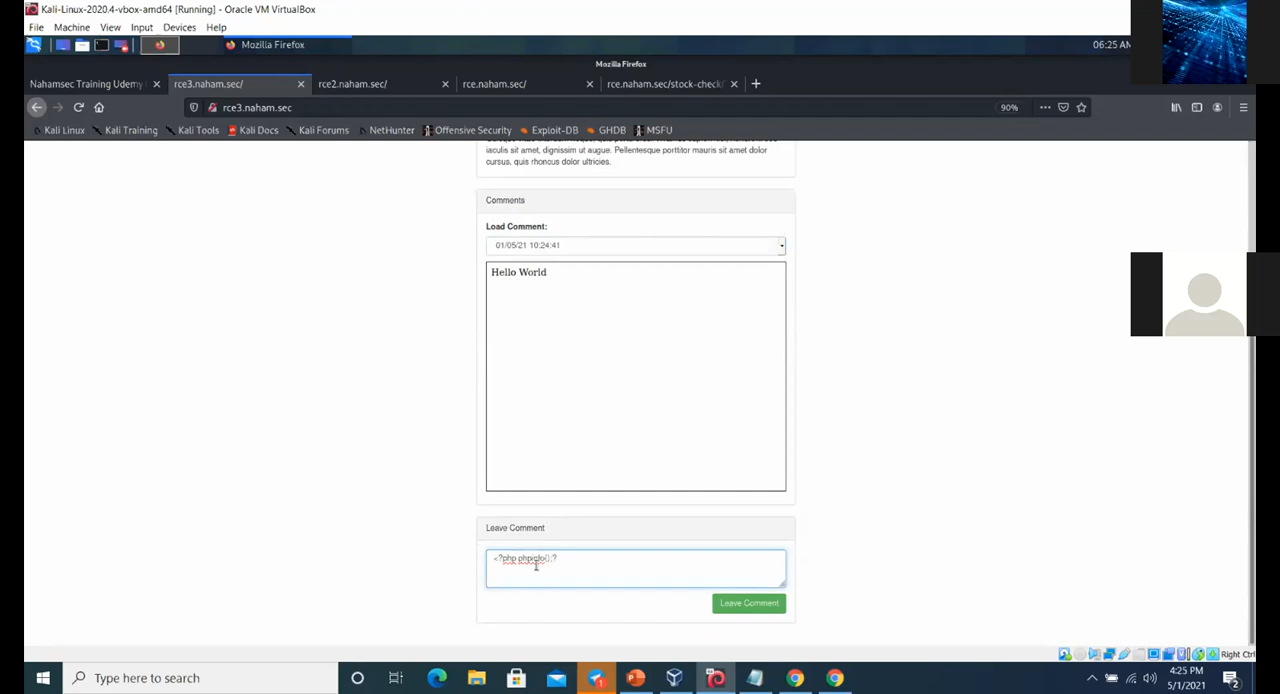 Kali-Linux-2020.4-vbox-amd64 [Running] - Oracle VM VirtualBox
File Machine View Input Devices Help
Mozilla Firefox 06:25 AM
Mozilla Firefox
Nahamsec Training Udemy rce3.naham.sec/ rce2.naham.sec/ rce.naham.sec/ rce.naham.sec/stock-check/
rce3.naham.sec 90%
Kali Linux Kali Training Kali Tools Kali Docs Kali Forums NetHunter Offensive Security Exploit-DB GHDB MSFU
iaculis sit amet, dignissim ut augue. Pellentesque porttitor mauris sit amet dolor
cursus, quis rhoncus dolor ultricies.
Comments
Load Comment:
01/05/21 10:24:41
Hello World
Leave Comment
<?php phpinfo();?
Leave Comment
Right Ctrl
Type here to search
4:25 PM
5/1/2021
2